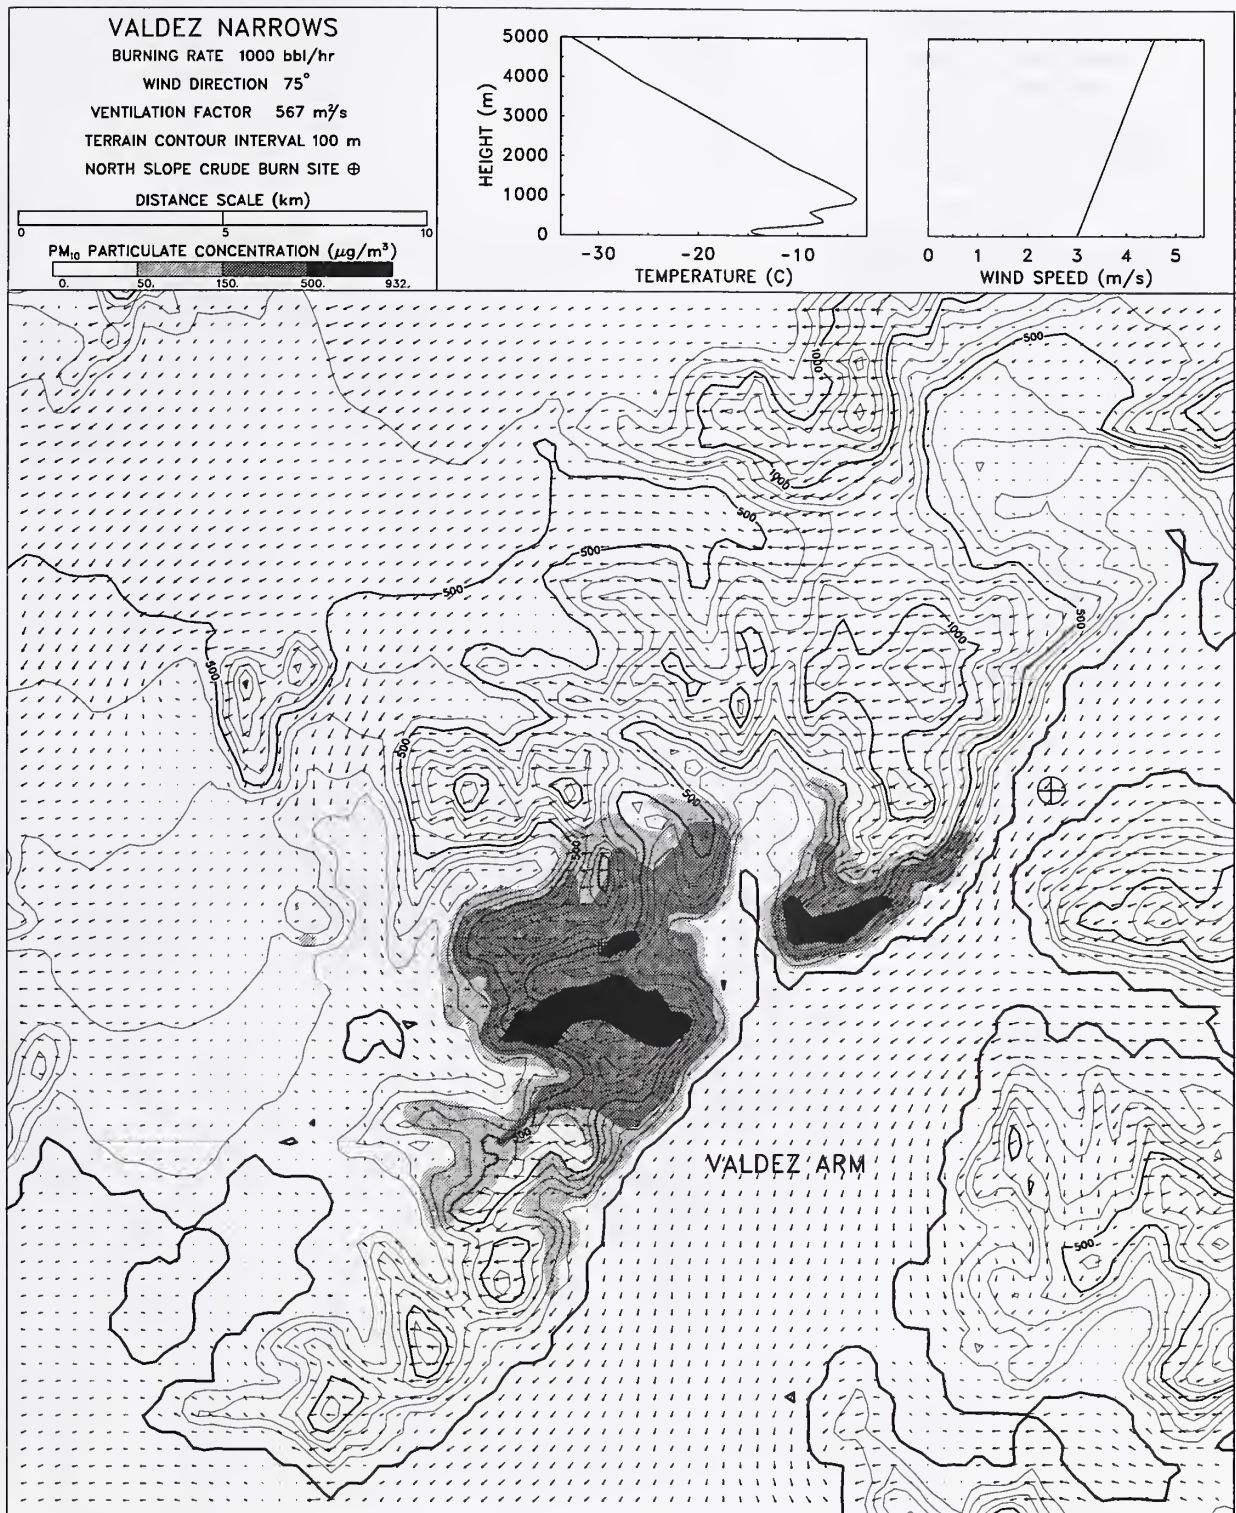 VALDEZ NARROWS
BURNING RATE 1000 bbl/hr
WIND DIRECTION 75°
VENTILATION FACTOR 567 m²/s
TERRAIN CONTOUR INTERVAL 100 m
NORTH SLOPE CRUDE BURN SITE ⊕
DISTANCE SCALE (km)
0 5 10
PM₁₀ PARTICULATE CONCENTRATION (μg/m³)
0. 50. 150. 500. 932.
HEIGHT (m)
5000
4000
3000
2000
1000
0
-30 -20 -10
TEMPERATURE (C)
0 1 2 3 4 5
WIND SPEED (m/s)
500
1000
1000
500
500
500
500
1000
500
500
500
500
500
VALDEZ ARM
500